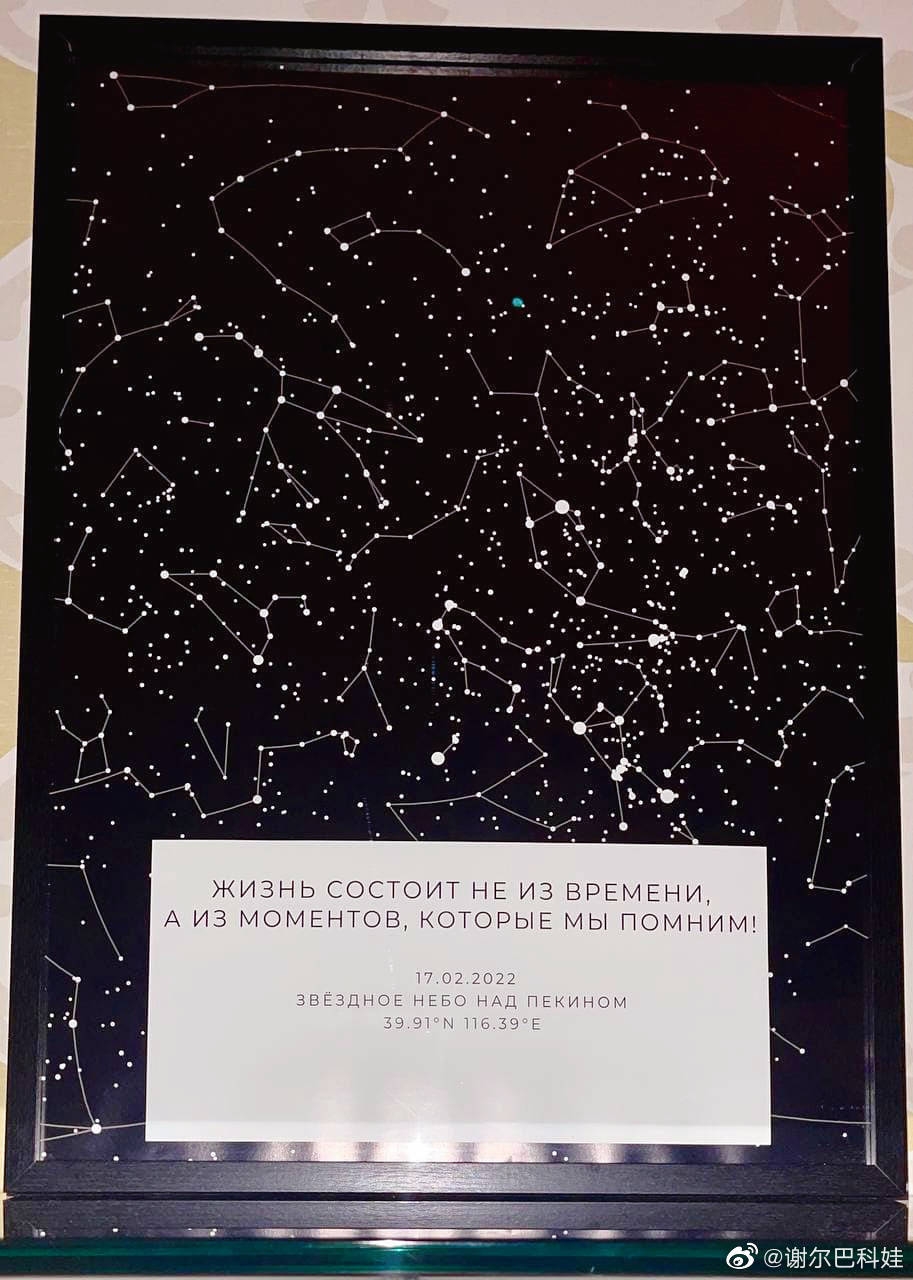 ЖИЗНЬ СОСТОИТ НЕ ИЗ ВРЕМЕНИ,
А ИЗ МОМЕНТОВ, КОТОРЫЕ МЫ ПОМНИМ!
17.02.2022
ЗВЁЗДНОЕ НЕБО НАД ПЕКИНОМ
39.91°N 116.39°E
@谢尔巴科娃